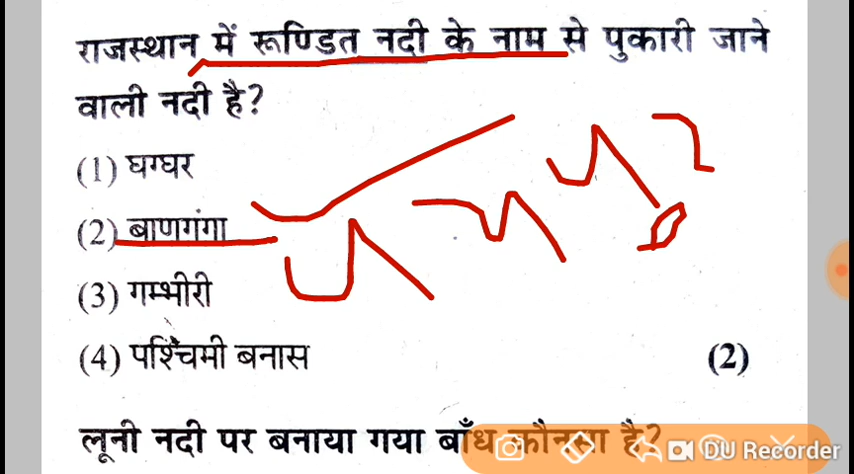 राजस्थान में रूण्डित नदी के नाम से पुकारी जाने
वाली नदी है?
(1) घग्घर
(2) बाणगंगा
(3) गम्भीरी
(4) पश्चिमी बनास (2)
लूनी नदी पर बनाया गया बाँध कौनसा है?
DU Recorder